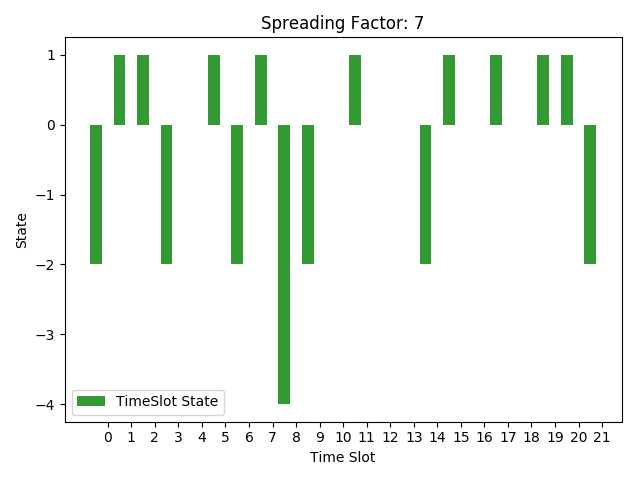 Spreading Factor: 7
1
0
−1
−2
−3
−4
State
TimeSlot State
0 1 2 3 4 5 6 7 8 9 10 11 12 13 14 15 16 17 18 19 20 21
Time Slot